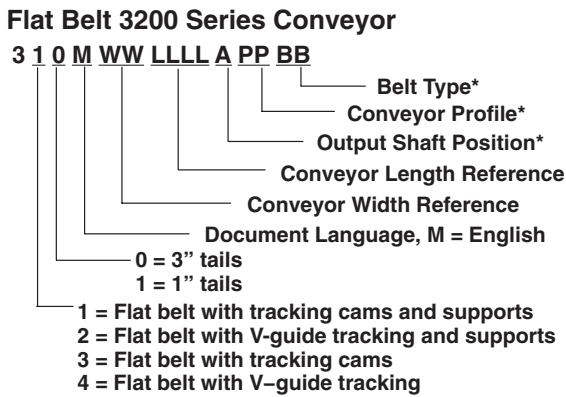 Flat Belt 3200 Series Conveyor
3 1 0 M WW LLLL A PP BB
Belt Type*
Conveyor Profile*
Output Shaft Position*
Conveyor Length Reference
Conveyor Width Reference
Document Language, M = English
0 = 3” tails
1 = 1” tails
1 = Flat belt with tracking cams and supports
2 = Flat belt with V-guide tracking and supports
3 = Flat belt with tracking cams
4 = Flat belt with V−guide tracking